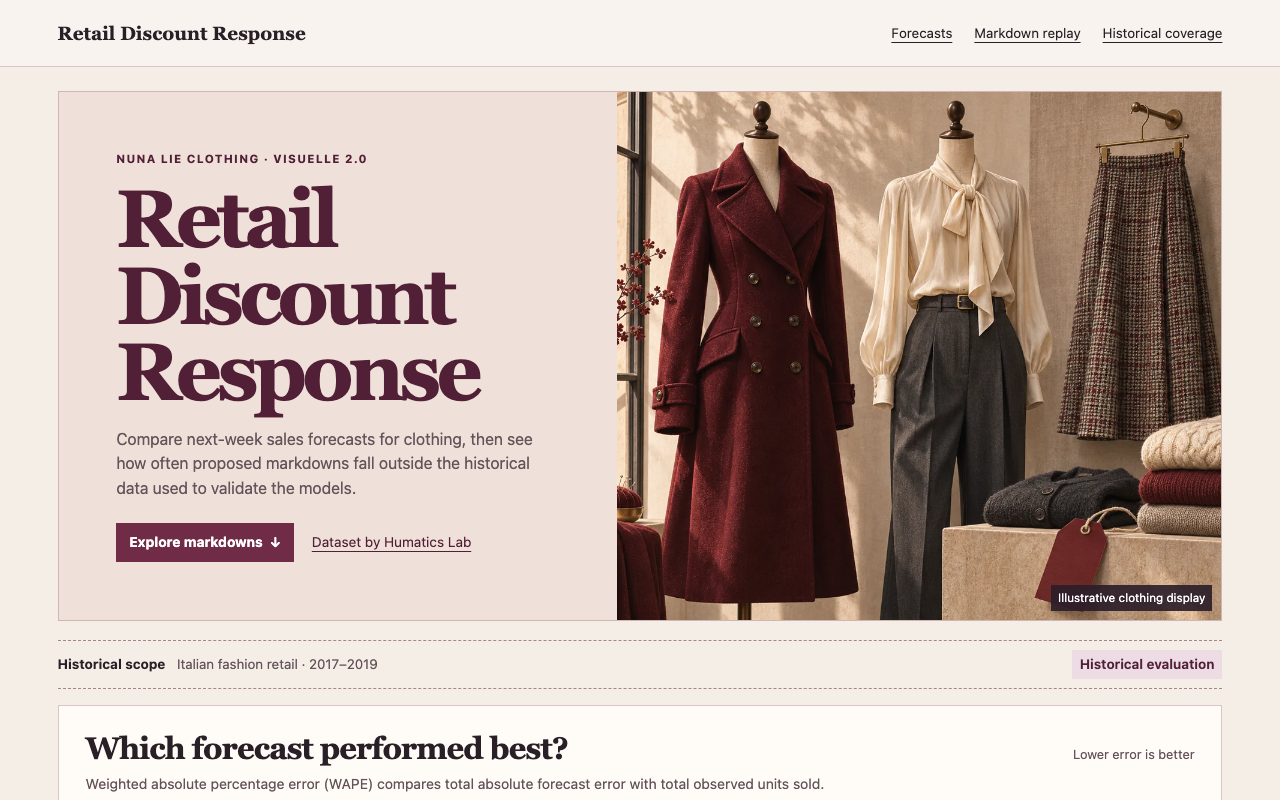 Retail Discount Response
Forecasts Markdown replay Historical coverage
NUNA LIE CLOTHING · VISUELLE 2.0
Retail
Discount
Response
Compare next-week sales forecasts for clothing, then see
how often proposed markdowns fall outside the historical
data used to validate the models.
Explore markdowns ↓ Dataset by Humatics Lab
Illustrative clothing display
Historical scope Italian fashion retail · 2017–2019
Historical evaluation
Which forecast performed best?
Lower error is better
Weighted absolute percentage error (WAPE) compares total absolute forecast error with total observed units sold.